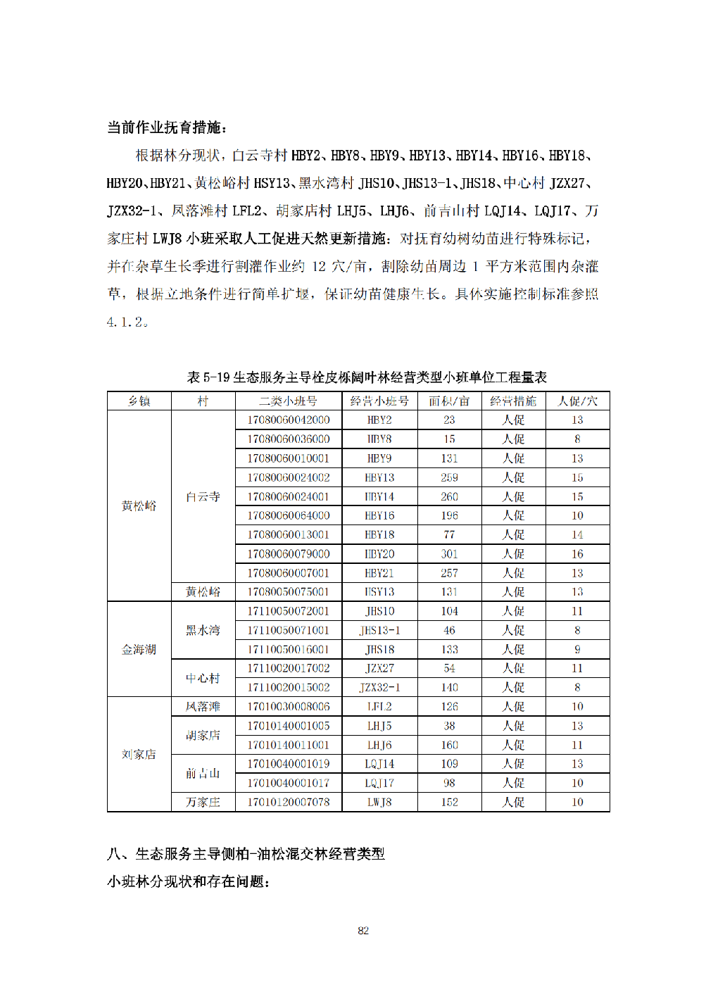 当前作业抚育措施：
根据林分现状，白云寺村 HBY2、HBY8、HBY9、HBY13、HBY14、HBY16、HBY18、
HBY20、HBY21、黄松峪村 HSY13、黑水湾村 JHS10、JHS13-1、JHS18、中心村 JZX27、
JZX32-1、凤落滩村 LFL2、胡家店村 LHJ5、LHJ6、前吉山村 LQJ14、LQJ17、万
家庄村 LWJ8 小班采取人工促进天然更新措施：对抚育幼树幼苗进行特殊标记，
并在杂草生长季进行割灌作业约 12 穴/亩，割除幼苗周边 1 平方米范围内杂灌
草，根据立地条件进行简单扩堰，保证幼苗健康生长。具体实施控制标准参照
4.1.2。
表 5-19 生态服务主导栓皮栎阔叶林经营类型小班单位工程量表
乡镇 村 二类小班号 经营小班号 面积/亩 经营措施 人促/穴
黄松峪 白云寺 17080060042000 HBY2 23 人促 13
17080060036000 HBY8 15 人促 8
17080060010001 HBY9 131 人促 13
17080060024002 HBY13 259 人促 15
17080060024001 HBY14 260 人促 15
17080060064000 HBY16 196 人促 10
17080060013001 HBY18 77 人促 14
17080060079000 HBY20 301 人促 16
17080060007001 HBY21 257 人促 13
黄松峪 17080050075001 HSY13 131 人促 13
金海湖 黑水湾 17110050072001 JHS10 104 人促 11
17110050071001 JHS13-1 46 人促 8
17110050016001 JHS18 133 人促 9
中心村 17110020017002 JZX27 54 人促 11
17110020015002 JZX32-1 140 人促 8
刘家店 凤落滩 17010030008006 LFL2 126 人促 10
胡家店 17010140001005 LHJ5 38 人促 13
17010140011001 LHJ6 160 人促 11
前吉山 17010040001019 LQJ14 109 人促 13
17010040001017 LQJ17 98 人促 10
万家庄 17010120007078 LWJ8 152 人促 10
八、生态服务主导侧柏-油松混交林经营类型
小班林分现状和存在问题：
82